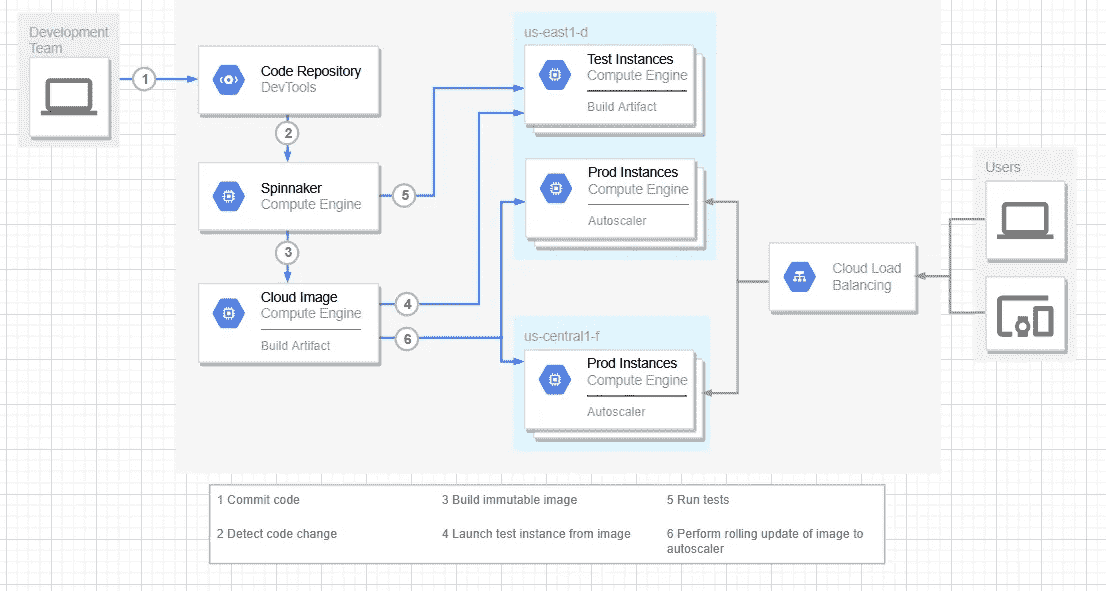 Development
Team
1
Code Repository
DevTools
2
Spinnaker
Compute Engine
5
3
Cloud Image
Compute Engine
Build Artifact
4
6
us-east1-d
Test Instances
Compute Engine
Build Artifact
Prod Instances
Compute Engine
Autoscaler
us-central1-f
Prod Instances
Compute Engine
Autoscaler
Cloud Load
Balancing
Users
1 Commit code
2 Detect code change
3 Build immutable image
4 Launch test instance from image
5 Run tests
6 Perform rolling update of image to
autoscaler